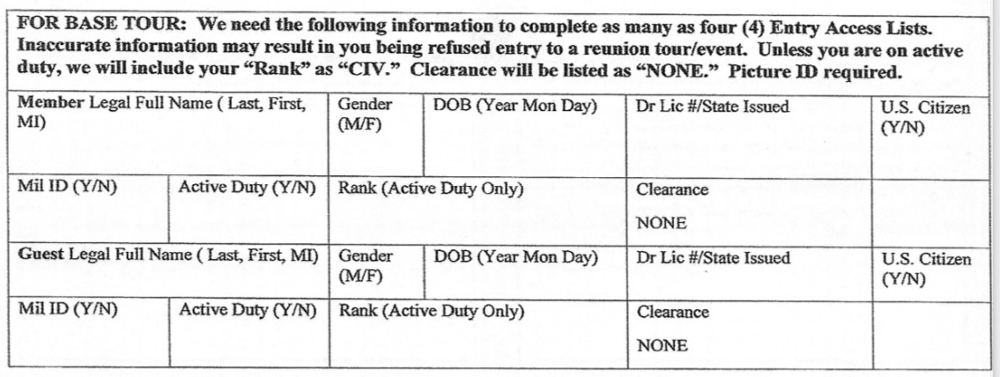 FOR BASE TOUR:  We need the following information to complete as many as four (4) Entry Access Lists.
Inaccurate information may result in you being refused entry to a reunion tour/event.  Unless you are on active
duty, we will include your “Rank” as “CIV.”  Clearance will be listed as “NONE.”  Picture ID required.
Member Legal Full Name ( Last, First,
MI)
Gender
(M/F)
DOB (Year Mon Day)
Dr Lic #/State Issued
U.S. Citizen
(Y/N)
Mil ID (Y/N)
Active Duty (Y/N)
Rank (Active Duty Only)
Clearance
NONE
Guest Legal Full Name ( Last, First, MI)
Gender
(M/F)
DOB (Year Mon Day)
Dr Lic #/State Issued
U.S. Citizen
(Y/N)
Mil ID (Y/N)
Active Duty (Y/N)
Rank (Active Duty Only)
Clearance
NONE